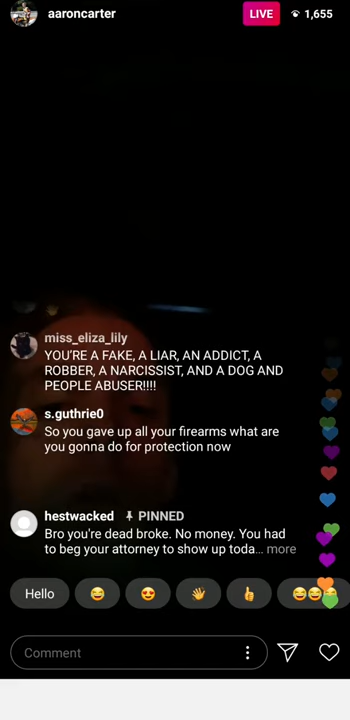 aaroncarter
LIVE
1,655
miss_eliza_lily
YOU'RE A FAKE, A LIAR, AN ADDICT, A
ROBBER, A NARCISSIST, AND A DOG AND
PEOPLE ABUSER!!!!
s.guthrie0
So you gave up all your firearms what are
you gonna do for protection now
hestwacked PINNED
Bro you're dead broke. No money. You had
to beg your attorney to show up toda... more
Hello
Comment